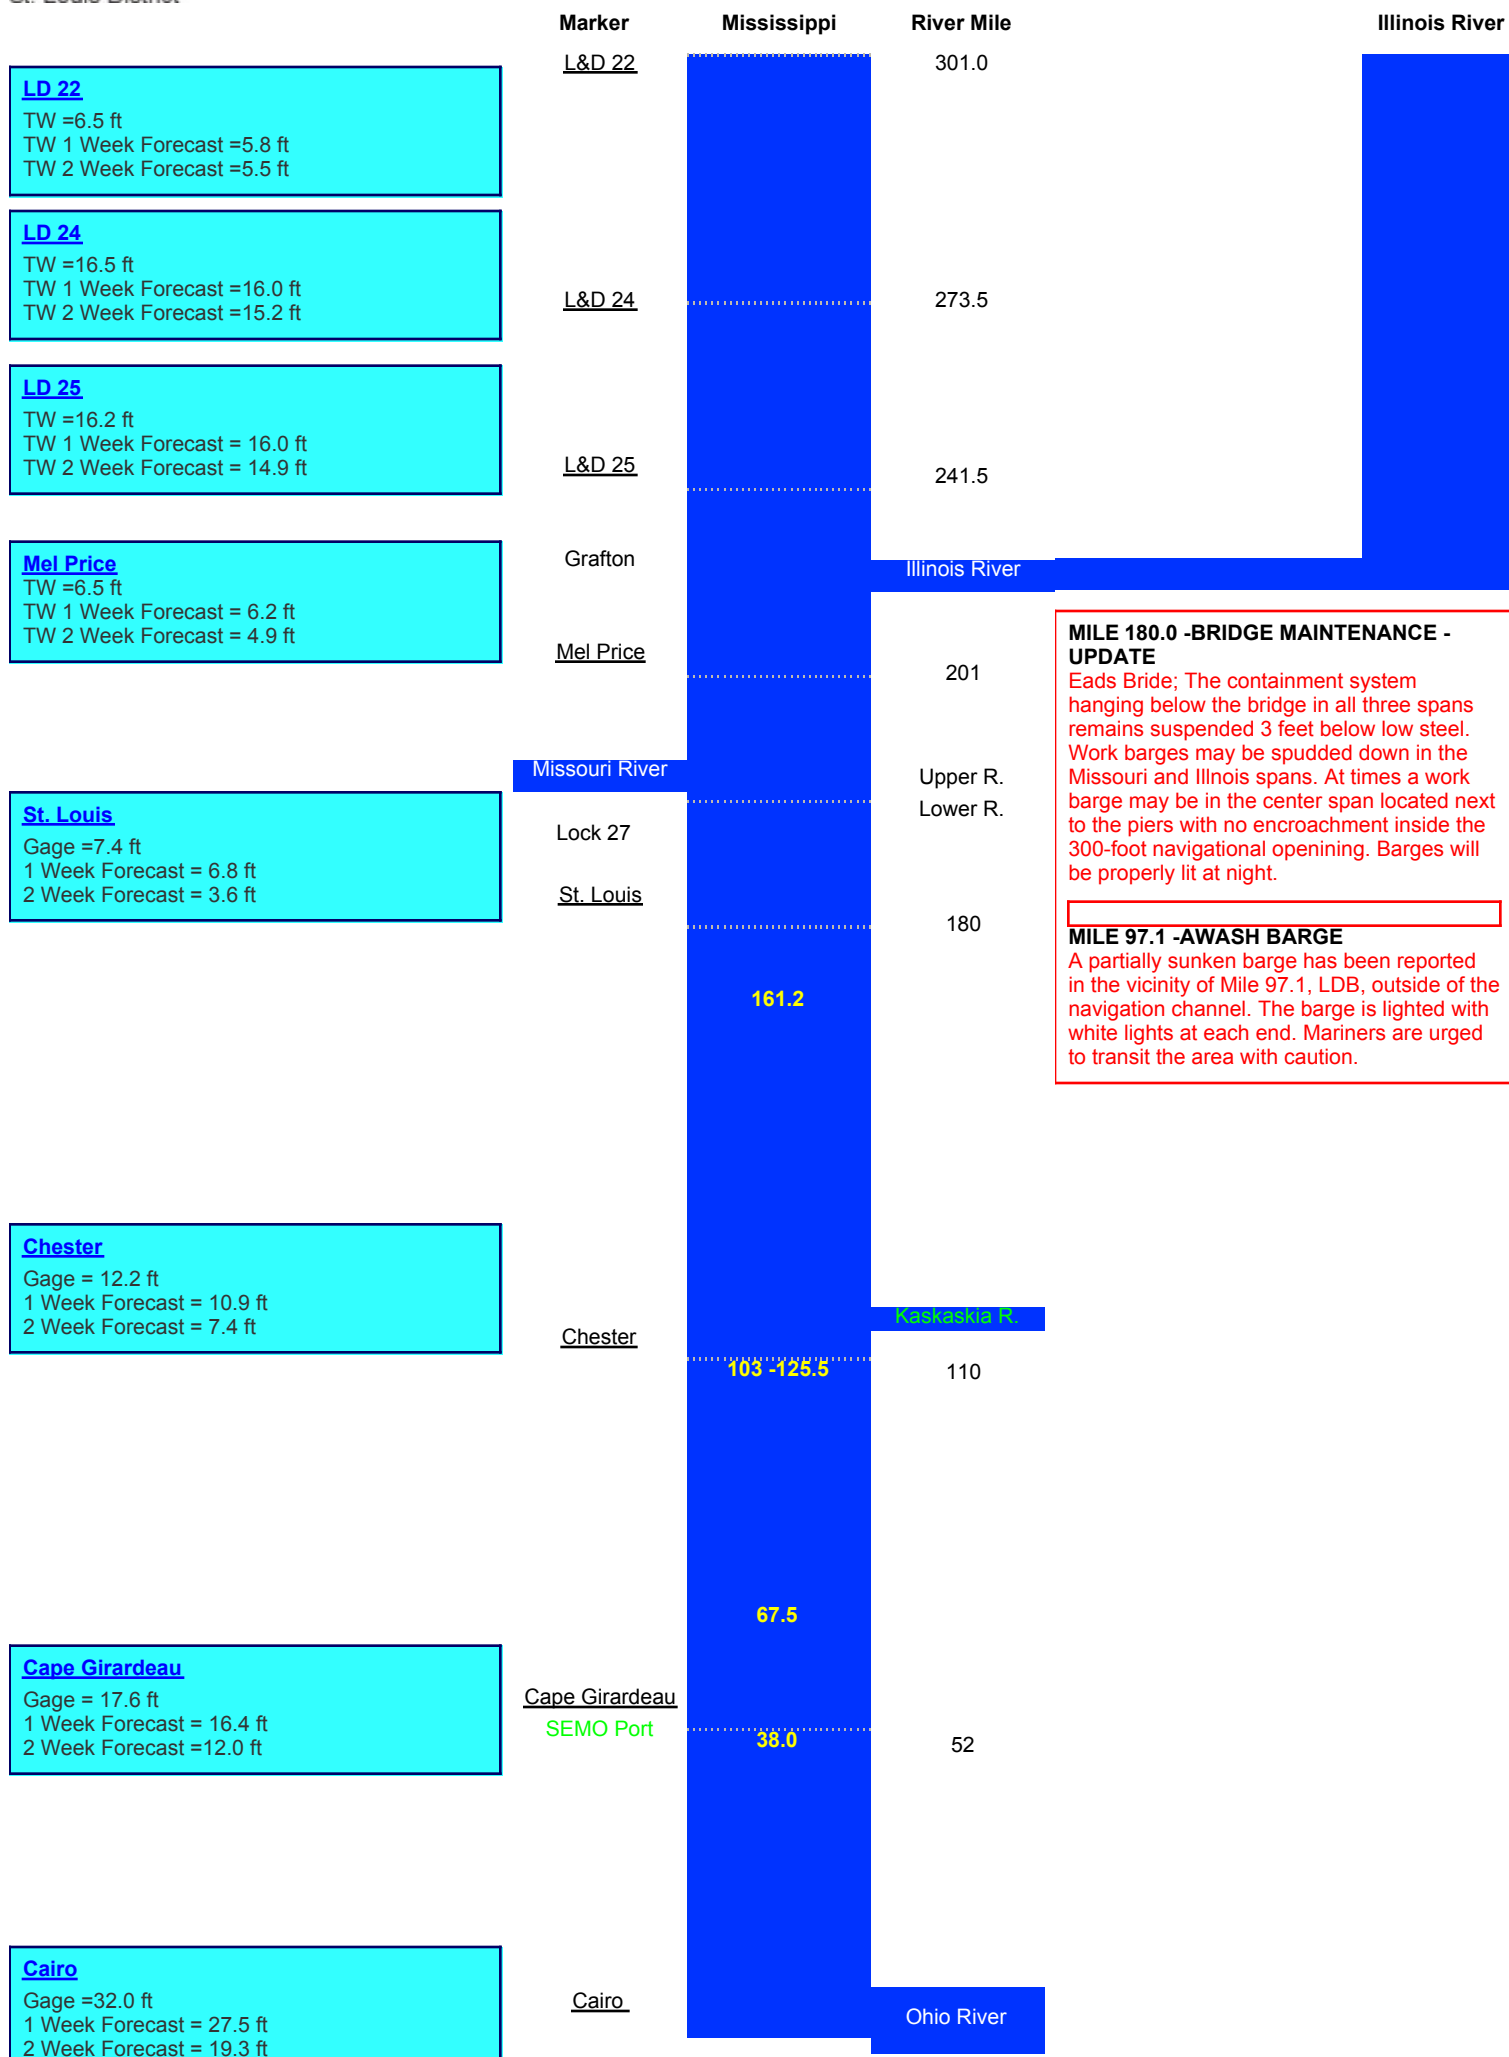 St. Louis District
Marker Mississippi River Mile Illinois River
L&D 22 301.0
LD 22
TW =6.5 ft
TW 1 Week Forecast =5.8 ft
TW 2 Week Forecast =5.5 ft
LD 24
TW =16.5 ft
TW 1 Week Forecast =16.0 ft
TW 2 Week Forecast =15.2 ft
L&D 24 273.5
LD 25
TW =16.2 ft
TW 1 Week Forecast = 16.0 ft
TW 2 Week Forecast = 14.9 ft
L&D 25 241.5
Grafton Illinois River
Mel Price
TW =6.5 ft
TW 1 Week Forecast = 6.2 ft
TW 2 Week Forecast = 4.9 ft
Mel Price 201
MILE 180.0 -BRIDGE MAINTENANCE -
UPDATE
Eads Bride; The containment system
hanging below the bridge in all three spans
remains suspended 3 feet below low steel.
Work barges may be spudded down in the
Missouri and Illnois spans. At times a work
barge may be in the center span located next
to the piers with no encroachment inside the
300-foot navigational openining. Barges will
be properly lit at night.
MILE 97.1 -AWASH BARGE
A partially sunken barge has been reported
in the vicinity of Mile 97.1, LDB, outside of the
navigation channel. The barge is lighted with
white lights at each end. Mariners are urged
to transit the area with caution.
Missouri River
Upper R.
Lower R.
St. Louis
Gage =7.4 ft
1 Week Forecast = 6.8 ft
2 Week Forecast = 3.6 ft
Lock 27
St. Louis 180
161.2
Chester
Gage = 12.2 ft
1 Week Forecast = 10.9 ft
2 Week Forecast = 7.4 ft
Kaskaskia R.
Chester
103 -125.5 110
67.5
Cape Girardeau
Gage = 17.6 ft
1 Week Forecast = 16.4 ft
2 Week Forecast =12.0 ft
Cape Girardeau
SEMO Port
38.0 52
Cairo
Gage =32.0 ft
1 Week Forecast = 27.5 ft
2 Week Forecast = 19.3 ft
Cairo
Ohio River